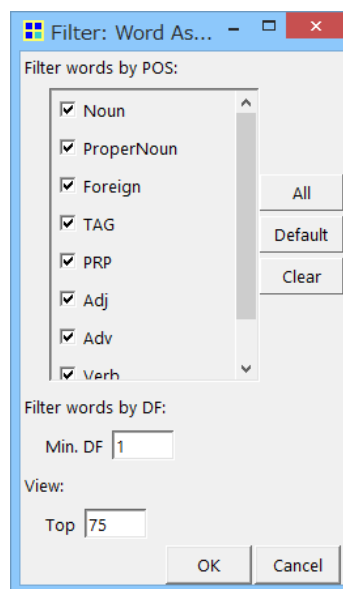 Filter: Word As...
Filter words by POS:
Noun
ProperNoun
Foreign
TAG
PRP
Adj
Adv
Verb
All
Default
Clear
Filter words by DF:
Min. DF 1
View:
Top 75
OK Cancel